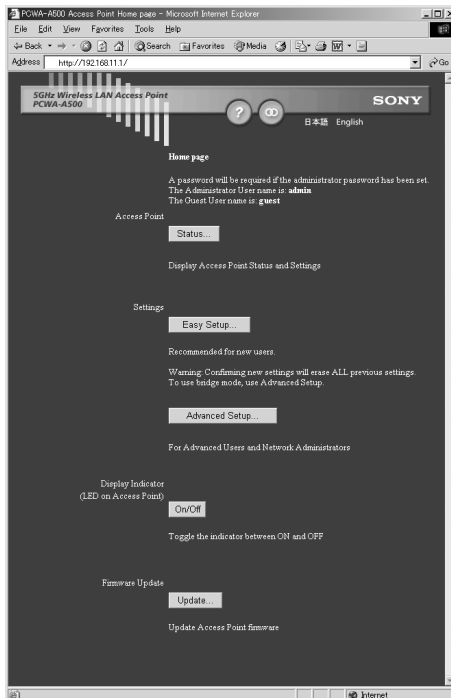 PCWA-A500 Access Point Home page - Microsoft Internet Explorer
File Edit View Favorites Tools Help
Back Search Favorites Media
Address http://192.168.11.1/ Go
5GHz Wireless LAN Access Point
PCWA-A500
SONY
日本語 English
Home page
A password will be required if the administrator password has been set.
The Administrator User name is: admin
The Guest User name is: guest
Access Point
Status...
Display Access Point Status and Settings
Settings
Easy Setup...
Recommended for new users.
Warning: Confirming new settings will erase ALL previous settings.
To use bridge mode, use Advanced Setup.
Advanced Setup...
For Advanced Users and Network Administrators
Display Indicator
(LED on Access Point)
On/Off
Toggle the indicator between ON and OFF
Firmware Update
Update...
Update Access Point firmware
Internet